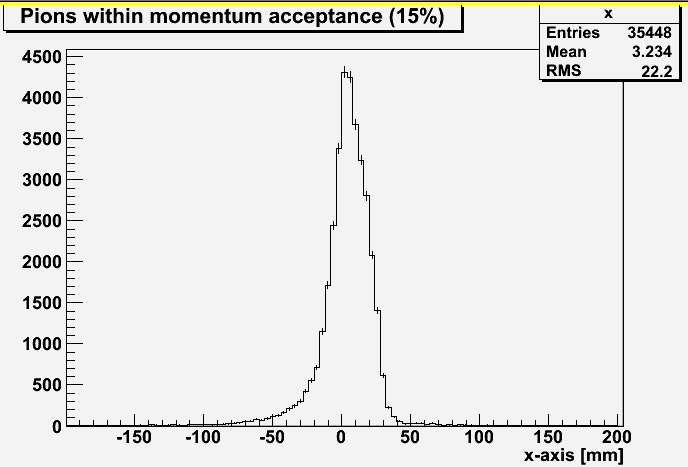 Pions within momentum acceptance (15%)
x
Entries 35448
Mean 3.234
RMS 22.2
4500
4000
3500
3000
2500
2000
1500
1000
500
0
-150 -100 -50 0 50 100 150 200
x-axis [mm]